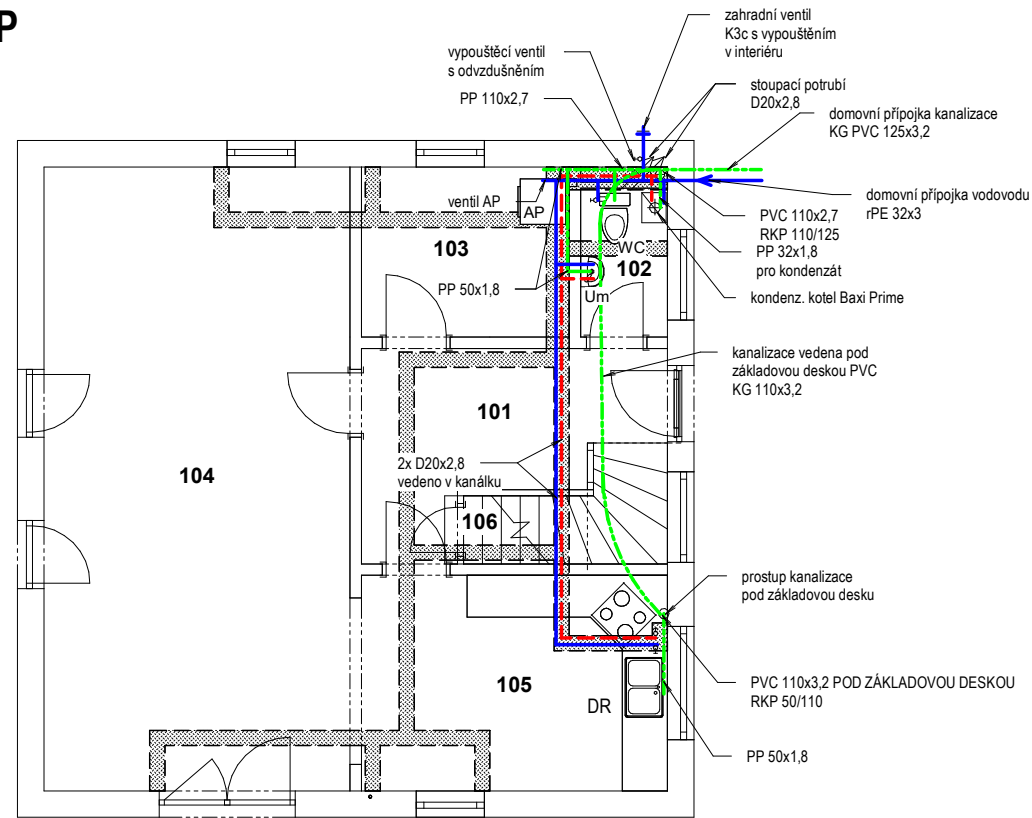 P
zahradní ventil
K3c s vypouštěním
v interiéru
vypouštěcí ventil
s odvzdušněním
PP 110x2,7
stoupací potrubí
D20x2,8
domovní přípojka kanalizace
KG PVC 125x3,2
domovní přípojka vodovodu
rPE 32x3
ventil AP
AP
PVC 110x2,7
RKP 110/125
PP 32x1,8
pro kondenzát
kondenz. kotel Baxi Prime
103
WC
102
PP 50x1,8
Um
kanalizace vedena pod
základovou deskou PVC
KG 110x3,2
101
104
2x D20x2,8
vedeno v kanálku
106
prostup kanalizace
pod základovou desku
105
DR
PVC 110x3,2 POD ZÁKLADOVOU DESKOU
RKP 50/110
PP 50x1,8